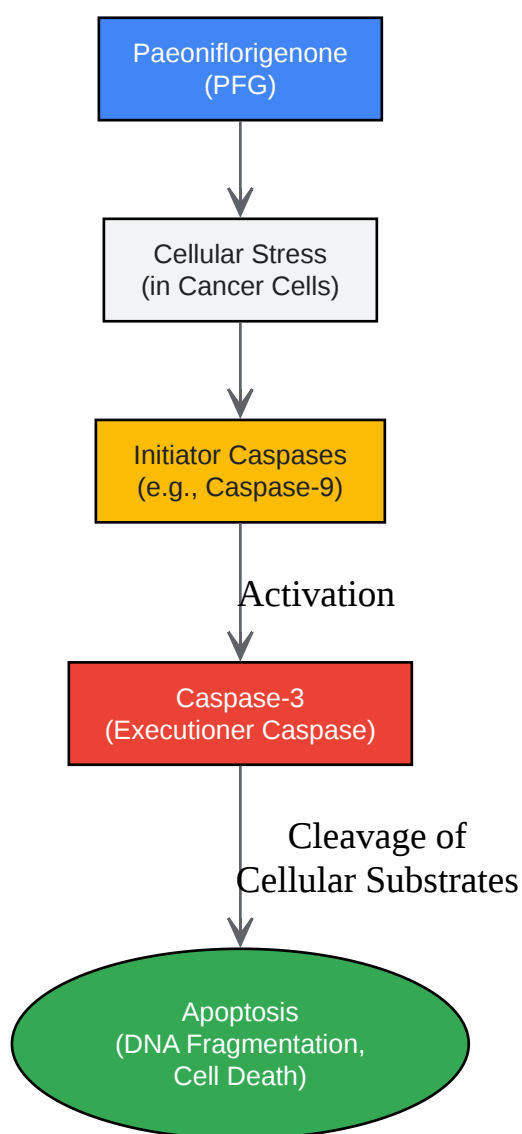 Paeoniflorigenone
(PFG)
Cellular Stress
(in Cancer Cells)
Initiator Caspases
(e.g., Caspase-9)
Activation
Caspase-3
(Executioner Caspase)
Cleavage of
Cellular Substrates
Apoptosis
(DNA Fragmentation,
Cell Death)